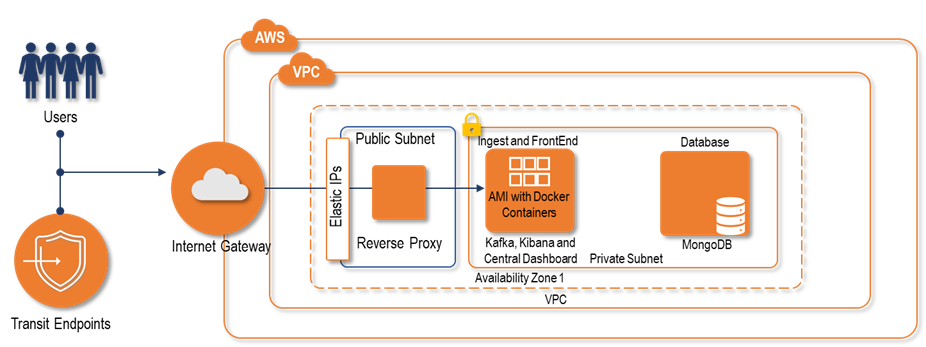 AWS
VPC
Users
Public Subnet
Elastic IPs
Reverse Proxy
Ingest and FrontEnd
AMI with Docker
Containers
Kafka, Kibana and
Central Dashboard
Database
MongoDB
Private Subnet
Availability Zone 1
VPC
Internet Gateway
Transit Endpoints